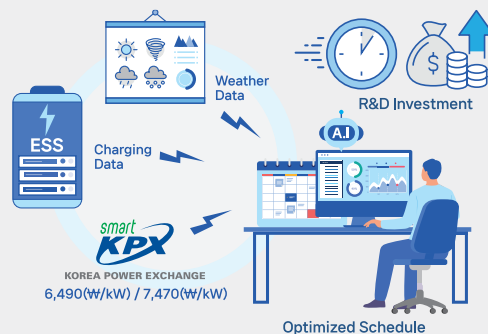 Weather
Data
$
R&D Investment
A.I
ESS
Charging
Data
smart
KPX
KOREA POWER EXCHANGE
6,490(₩/kW) / 7,470(₩/kW)
Optimized Schedule